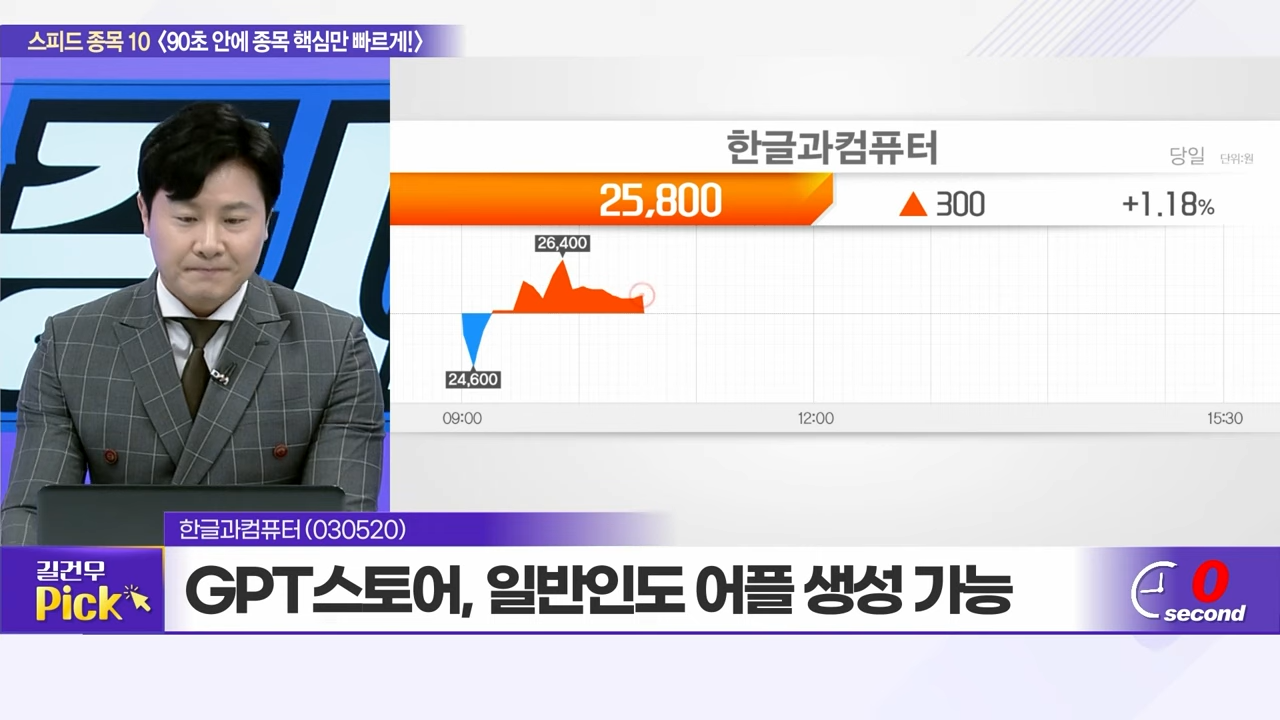 스피드 종목 10 〈90초 안에 종목 핵심만 빠르게!〉
한글과컴퓨터
당일 단위:원
25,800 ▲ 300 +1.18%
26,400
24,600
09:00 12:00 15:30
한글과컴퓨터(030520)
길건무
Pick
GPT스토어, 일반인도 어플 생성 가능
0
second